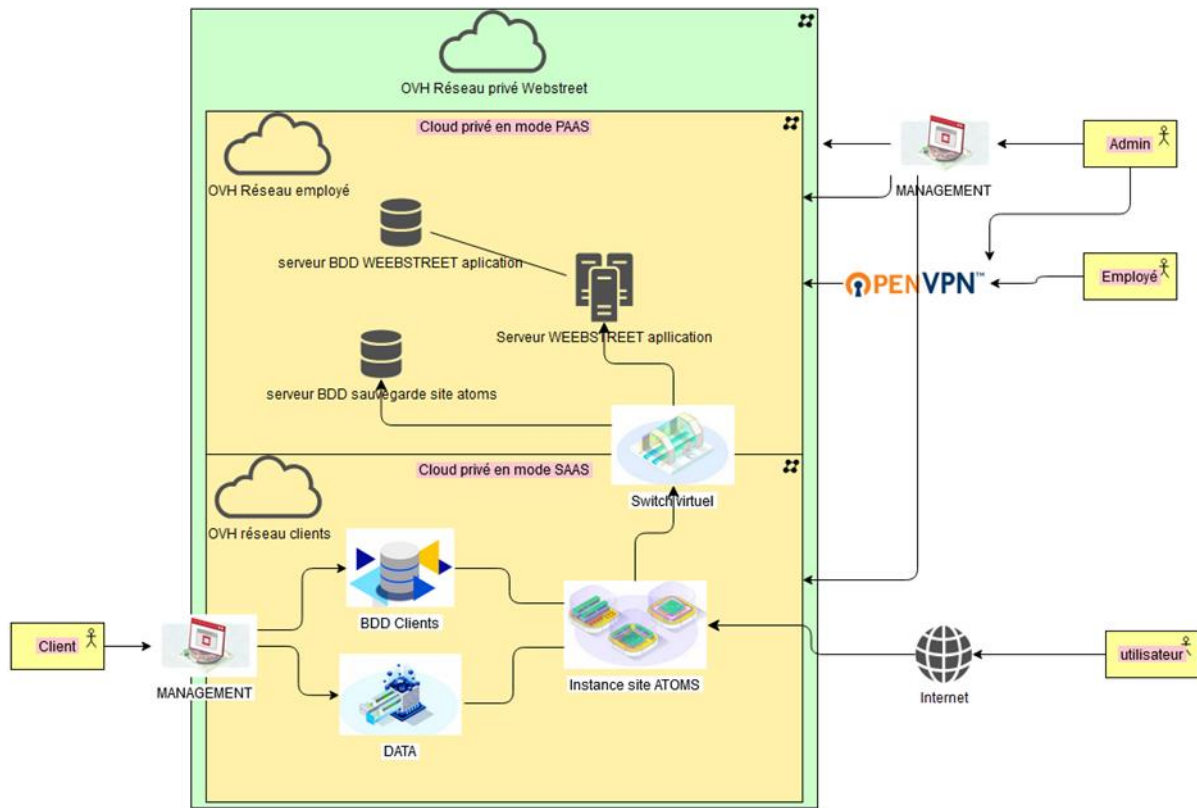 OVH Réseau privé Webstreet
Cloud privé en mode PAAS
OVH Réseau employé
serveur BDD WEEBSTREET aplication
Serveur WEEBSTREET apllication
serveur BDD sauvegarde site atoms
Switch virtuel
Cloud privé en mode SAAS
OVH réseau clients
BDD Clients
DATA
Instance site ATOMS
Client
MANAGEMENT
MANAGEMENT
Admin
OPENVPN™
Employé
Internet
utilisateur